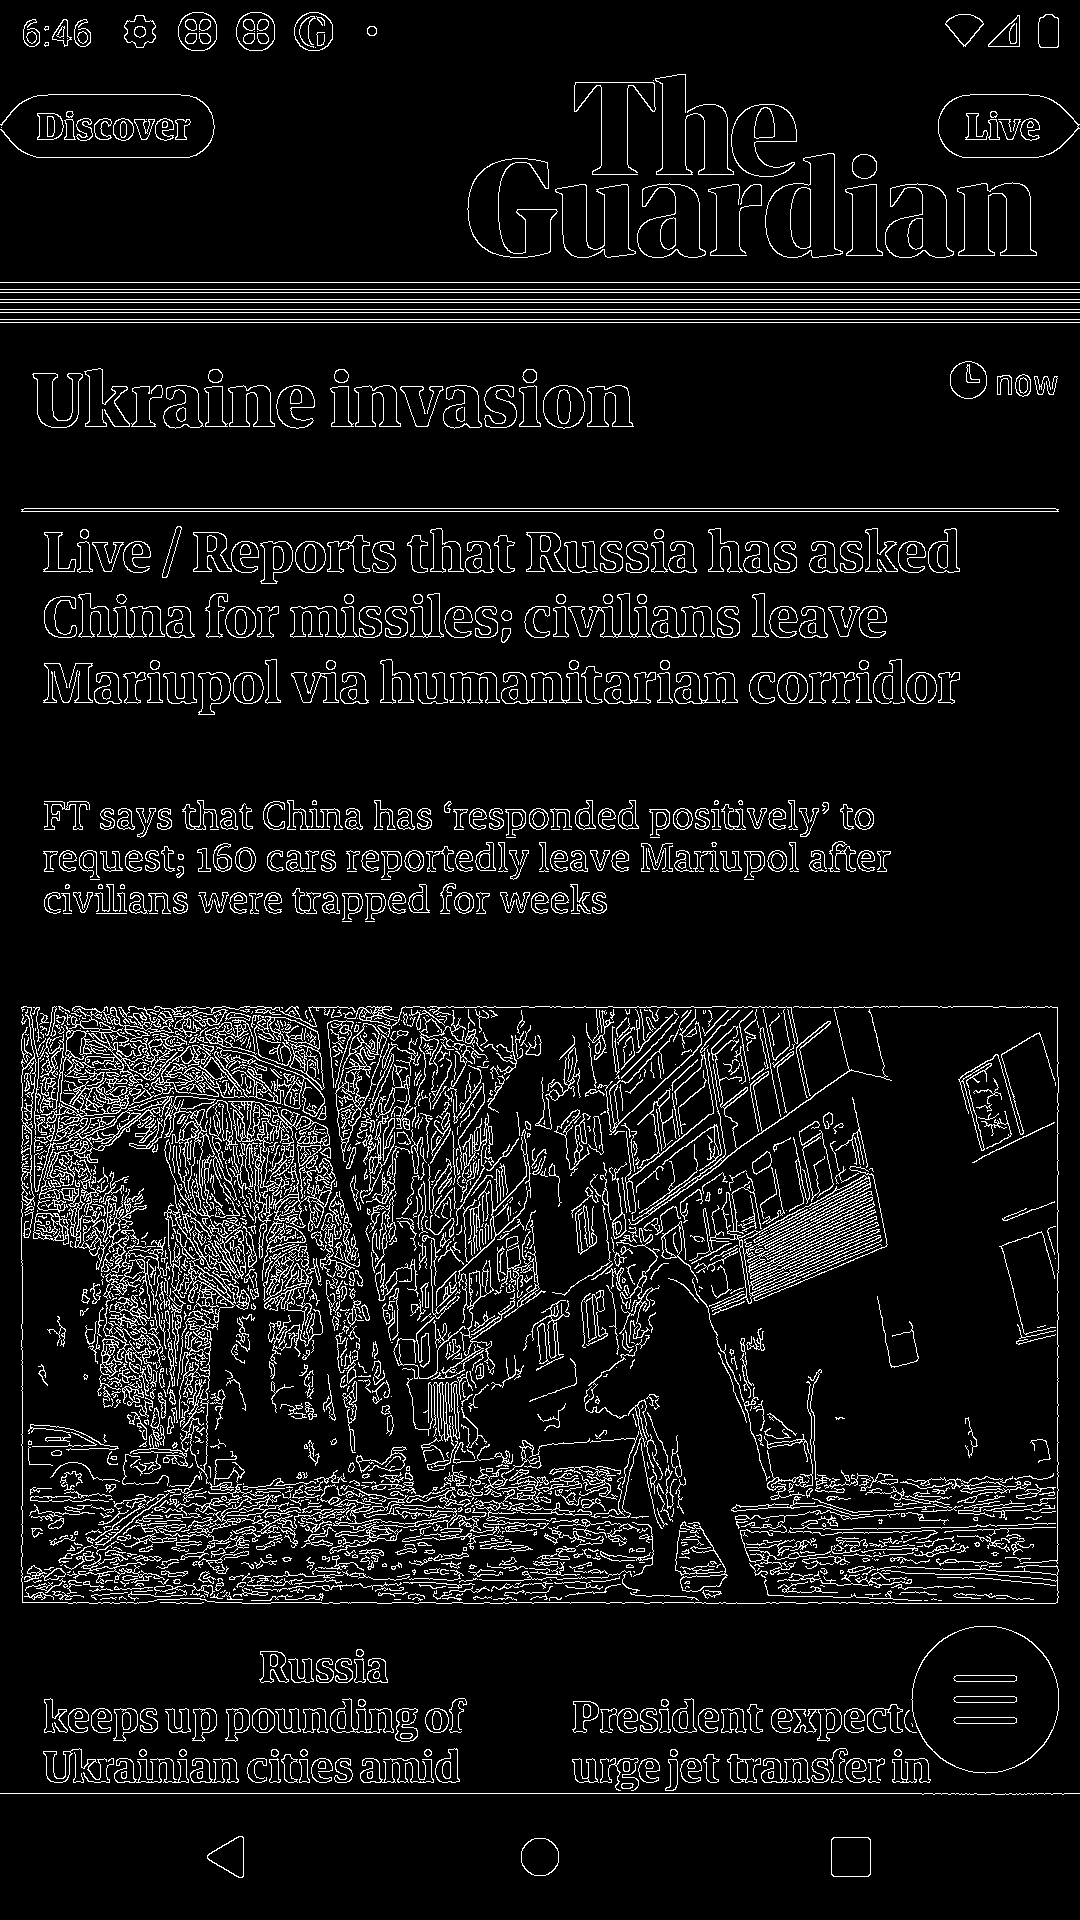 6:46
Discover
The
Guardian
Live
Ukraine invasion
now
Live / Reports that Russia has asked
China for missiles; civilians leave
Mariupol via humanitarian corridor
FT says that China has ‘responded positively’ to
request; 160 cars reportedly leave Mariupol after
civilians were trapped for weeks
Russia
keeps up pounding of
Ukrainian cities amid
President expecte
urge jet transfer in